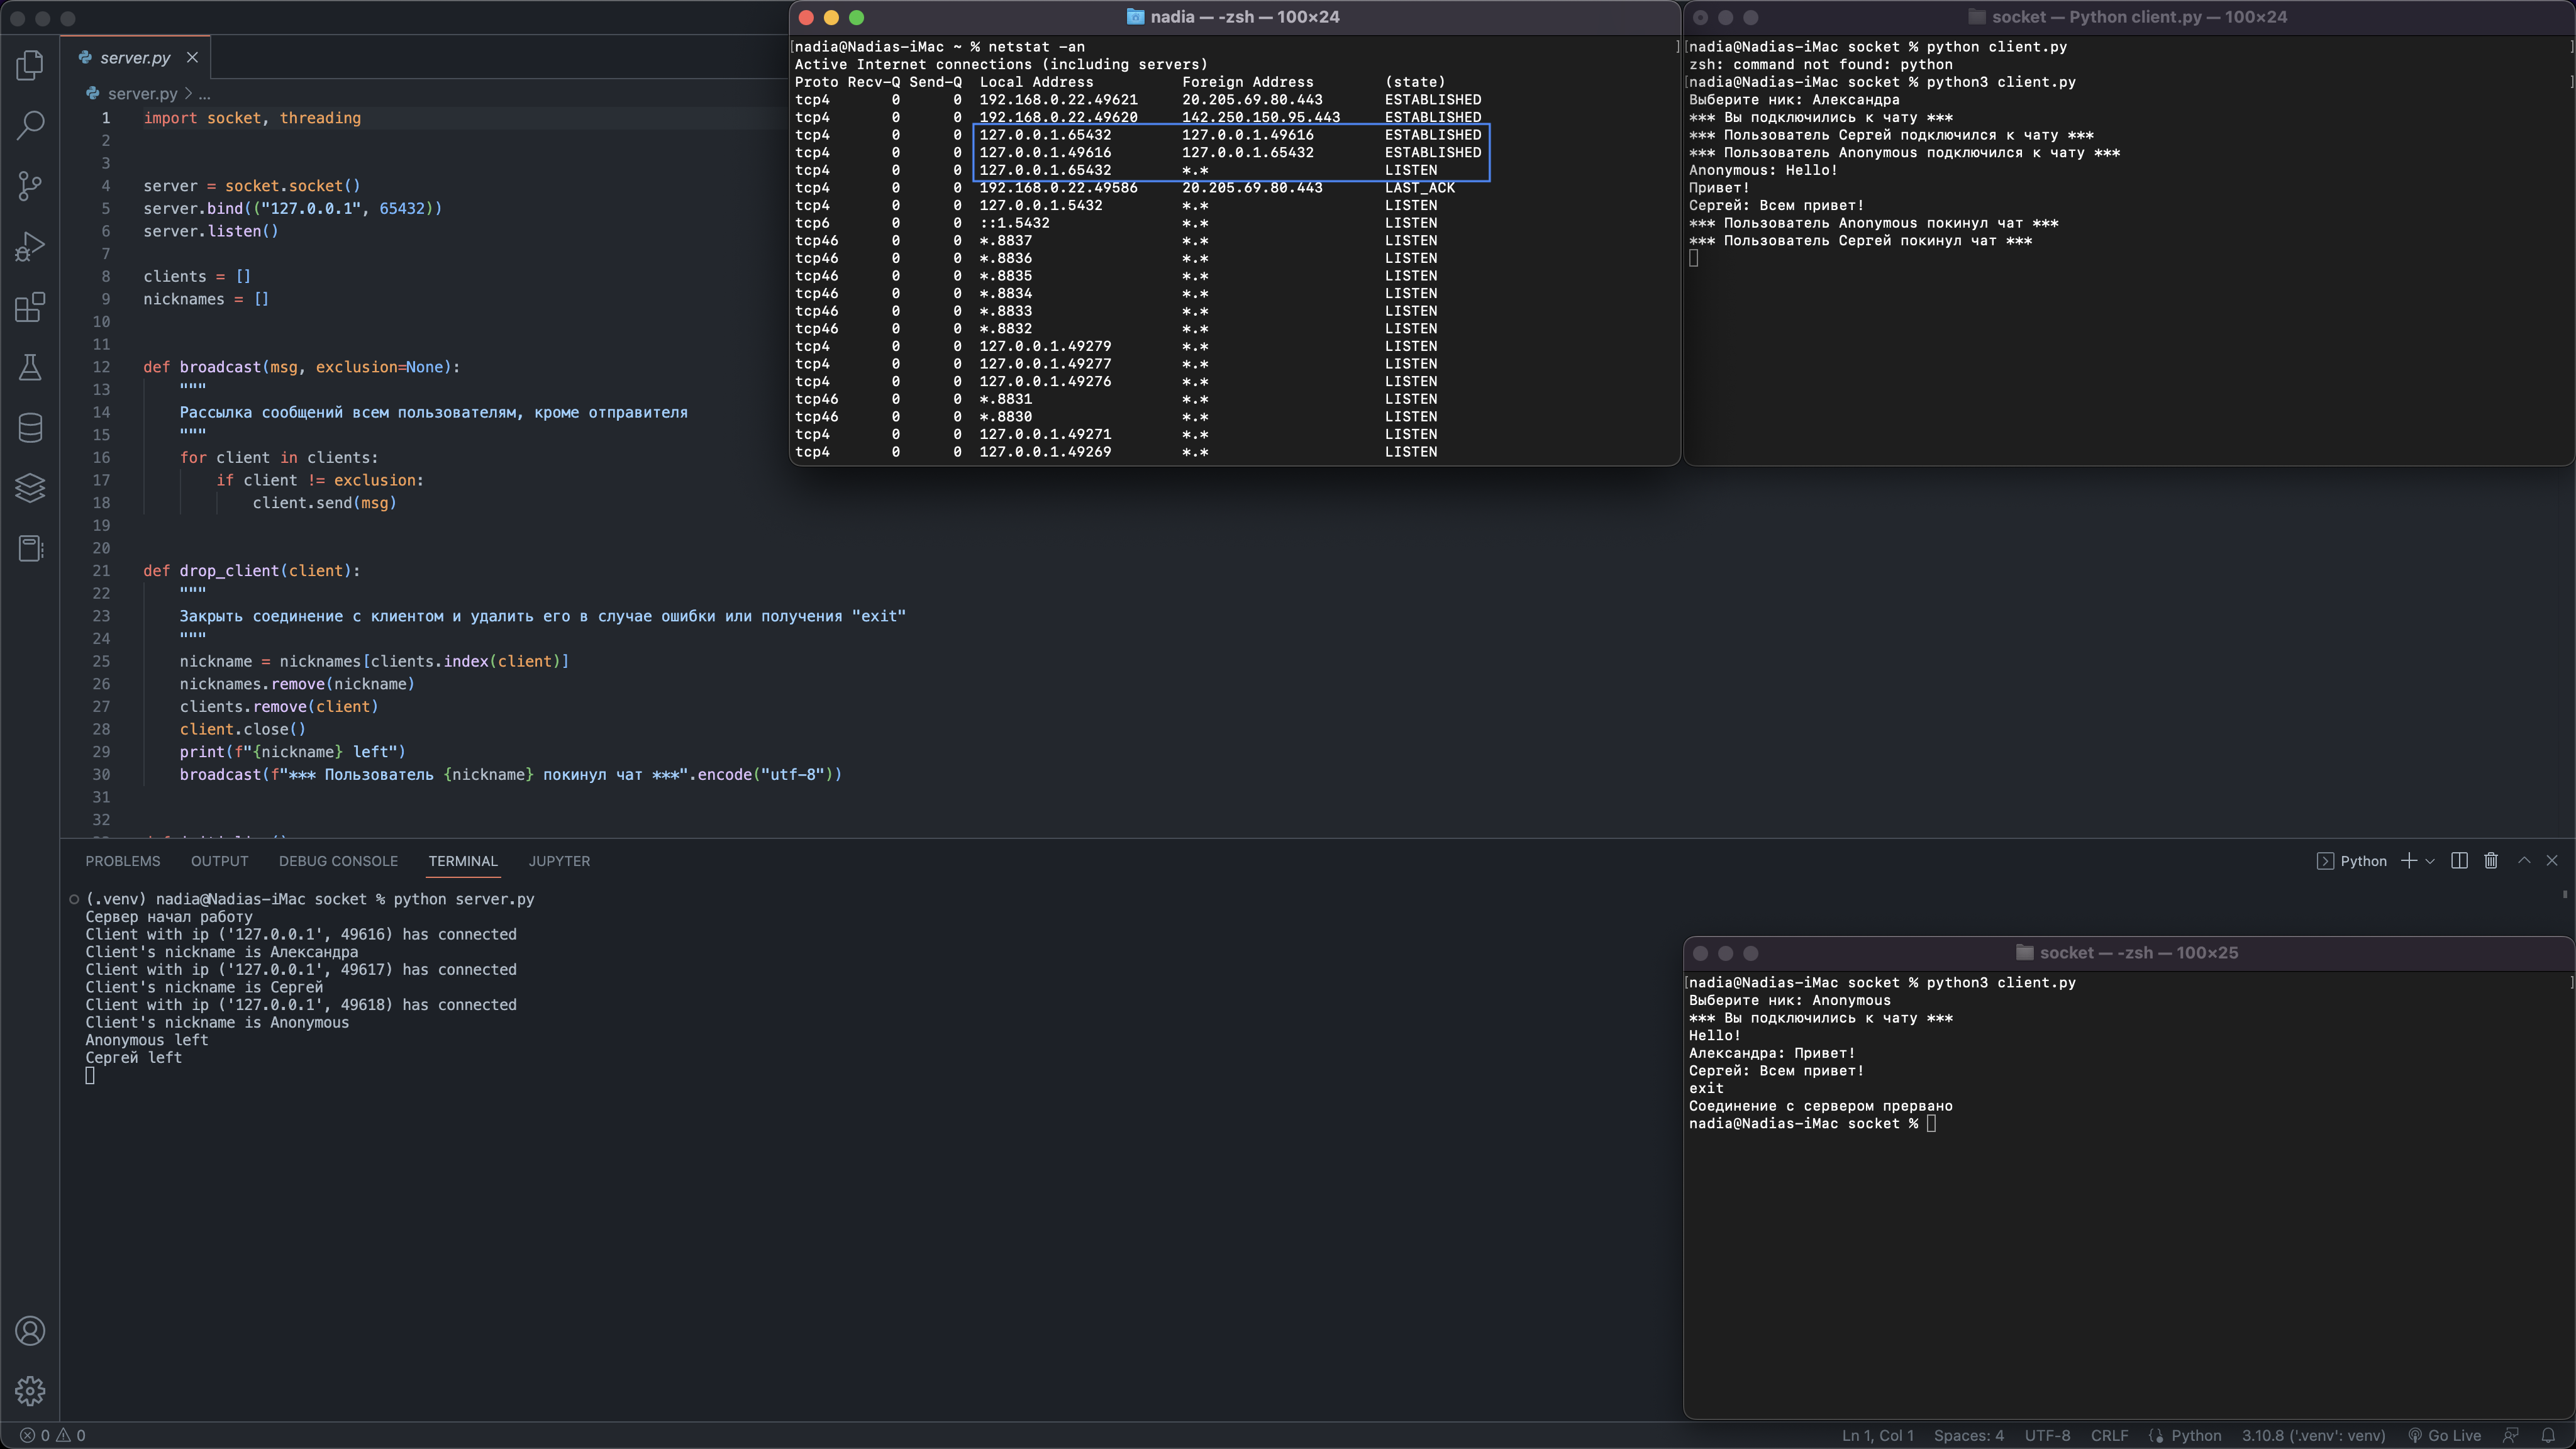 server.py
server.py > ...
1 import socket, threading
2
3
4 server = socket.socket()
5 server.bind(("127.0.0.1", 65432))
6 server.listen()
7
8 clients = []
9 nicknames = []
10
11
12 def broadcast(msg, exclusion=None):
13 """
14 Рассылка сообщений всем пользователям, кроме отправителя
15 """
16 for client in clients:
17 if client != exclusion:
18 client.send(msg)
19
20
21 def drop_client(client):
22 """
23 Закрыть соединение с клиентом и удалить его в случае ошибки или получения "exit"
24 """
25 nickname = nicknames[clients.index(client)]
26 nicknames.remove(nickname)
27 clients.remove(client)
28 client.close()
29 print(f"{nickname} left")
30 broadcast(f"*** Пользователь {nickname} покинул чат ***".encode("utf-8"))
31
32
nadia — -zsh — 100×24
[nadia@Nadias-iMac ~ % netstat -an ]
Active Internet connections (including servers)
Proto Recv-Q Send-Q Local Address Foreign Address (state)
tcp4 0 0 192.168.0.22.49621 20.205.69.80.443 ESTABLISHED
tcp4 0 0 192.168.0.22.49620 142.250.150.95.443 ESTABLISHED
tcp4 0 0 127.0.0.1.65432 127.0.0.1.49616 ESTABLISHED
tcp4 0 0 127.0.0.1.49616 127.0.0.1.65432 ESTABLISHED
tcp4 0 0 127.0.0.1.65432 *.* LISTEN
tcp4 0 0 192.168.0.22.49586 20.205.69.80.443 LAST_ACK
tcp4 0 0 127.0.0.1.5432 *.* LISTEN
tcp6 0 0 ::1.5432 *.* LISTEN
tcp46 0 0 *.8837 *.* LISTEN
tcp46 0 0 *.8836 *.* LISTEN
tcp46 0 0 *.8835 *.* LISTEN
tcp46 0 0 *.8834 *.* LISTEN
tcp46 0 0 *.8833 *.* LISTEN
tcp46 0 0 *.8832 *.* LISTEN
tcp4 0 0 127.0.0.1.49279 *.* LISTEN
tcp4 0 0 127.0.0.1.49277 *.* LISTEN
tcp4 0 0 127.0.0.1.49276 *.* LISTEN
tcp46 0 0 *.8831 *.* LISTEN
tcp46 0 0 *.8830 *.* LISTEN
tcp4 0 0 127.0.0.1.49271 *.* LISTEN
tcp4 0 0 127.0.0.1.49269 *.* LISTEN
socket — Python client.py — 100×24
[nadia@Nadias-iMac socket % python client.py ]
zsh: command not found: python
[nadia@Nadias-iMac socket % python3 client.py ]
Выберите ник: Александра
*** Вы подключились к чату ***
*** Пользователь Сергей подключился к чату ***
*** Пользователь Anonymous подключился к чату ***
Anonymous: Hello!
Привет!
Сергей: Всем привет!
*** Пользователь Anonymous покинул чат ***
*** Пользователь Сергей покинул чат ***
PROBLEMS OUTPUT DEBUG CONSOLE TERMINAL JUPYTER
Python
(.venv) nadia@Nadias-iMac socket % python server.py
Сервер начал работу
Client with ip ('127.0.0.1', 49616) has connected
Client's nickname is Александра
Client with ip ('127.0.0.1', 49617) has connected
Client's nickname is Сергей
Client with ip ('127.0.0.1', 49618) has connected
Client's nickname is Anonymous
Anonymous left
Сергей left
socket — -zsh — 100×25
[nadia@Nadias-iMac socket % python3 client.py ]
Выберите ник: Anonymous
*** Вы подключились к чату ***
Hello!
Александра: Привет!
Сергей: Всем привет!
exit
Соединение с сервером прервано
nadia@Nadias-iMac socket %
0 0
Ln 1, Col 1 Spaces: 4 UTF-8 CRLF Python 3.10.8 ('.venv': venv) Go Live